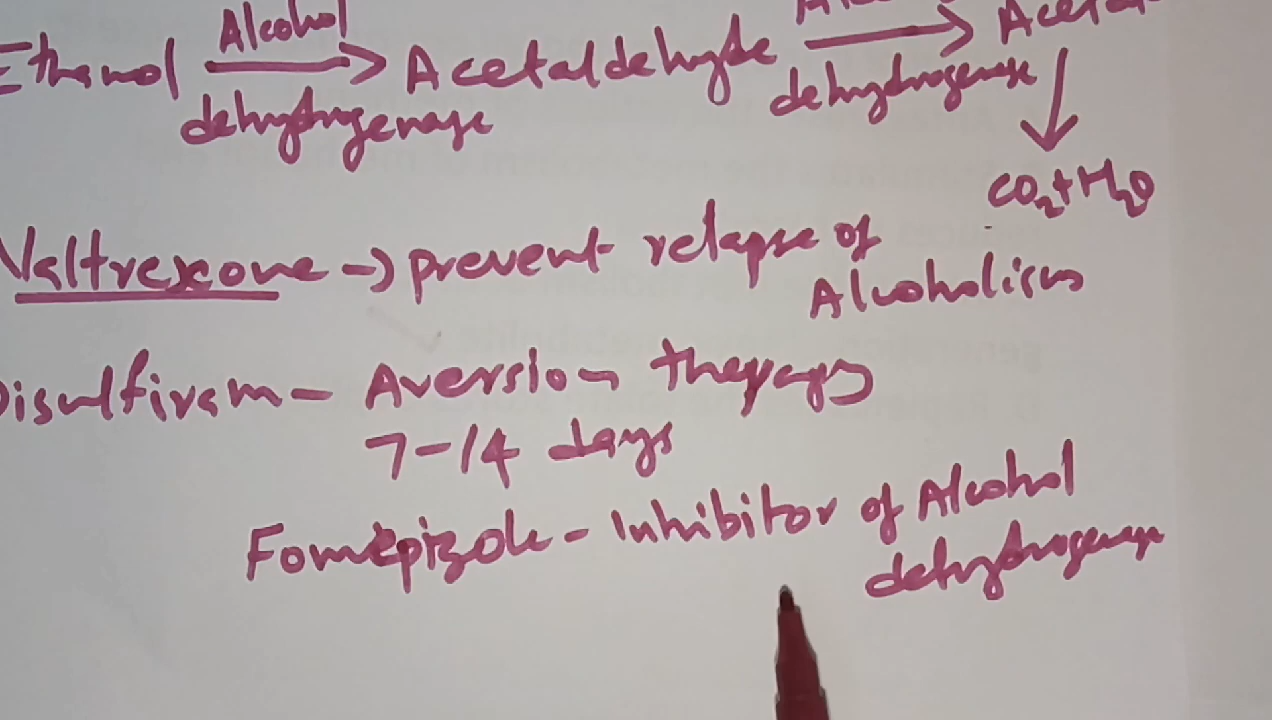 Ethanol Alcohol dehydrogenase → Acetaldehyde dehydrogenase → Aceta
CO2+H2O
Naltrexone → prevent relapse of
Alcoholism
Disulfiram - Aversion therapy
7-14 days
Fomepizole - Inhibitor of Alcohol
dehydrogenase